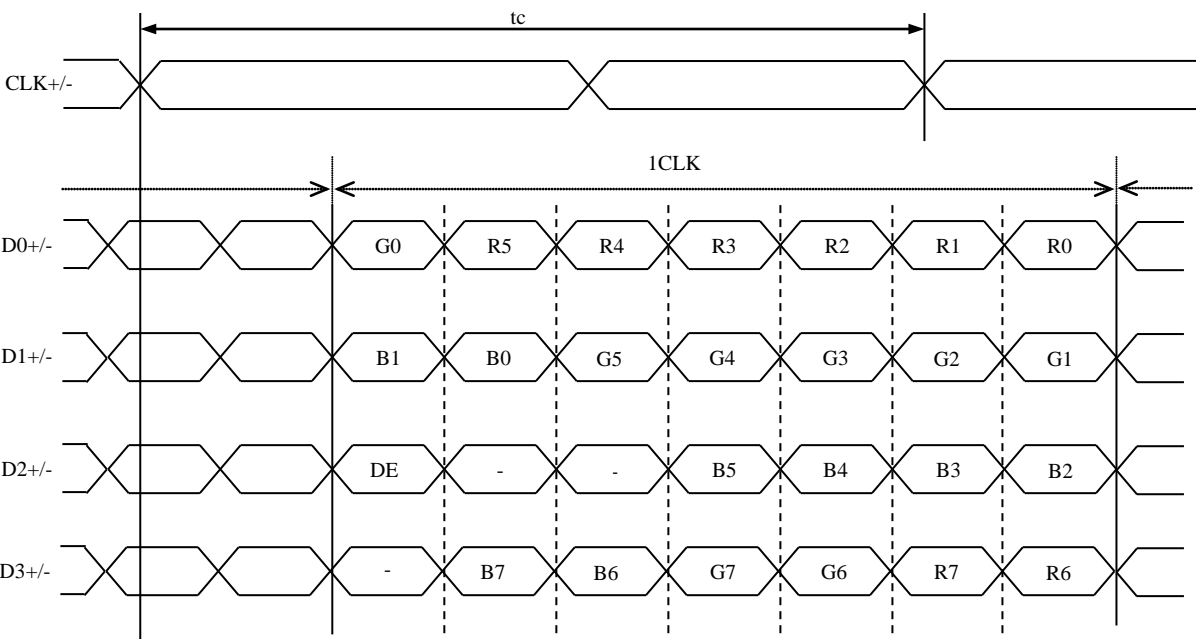 tc
CLK+/-
1CLK
D0+/- G0 R5 R4 R3 R2 R1 R0
D1+/- B1 B0 G5 G4 G3 G2 G1
D2+/- DE - - B5 B4 B3 B2
D3+/- - B7 B6 G7 G6 R7 R6